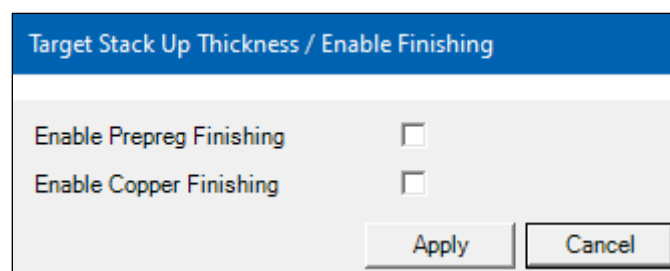 Target Stack Up Thickness / Enable Finishing
Enable Prepreg Finishing
Enable Copper Finishing
Apply Cancel